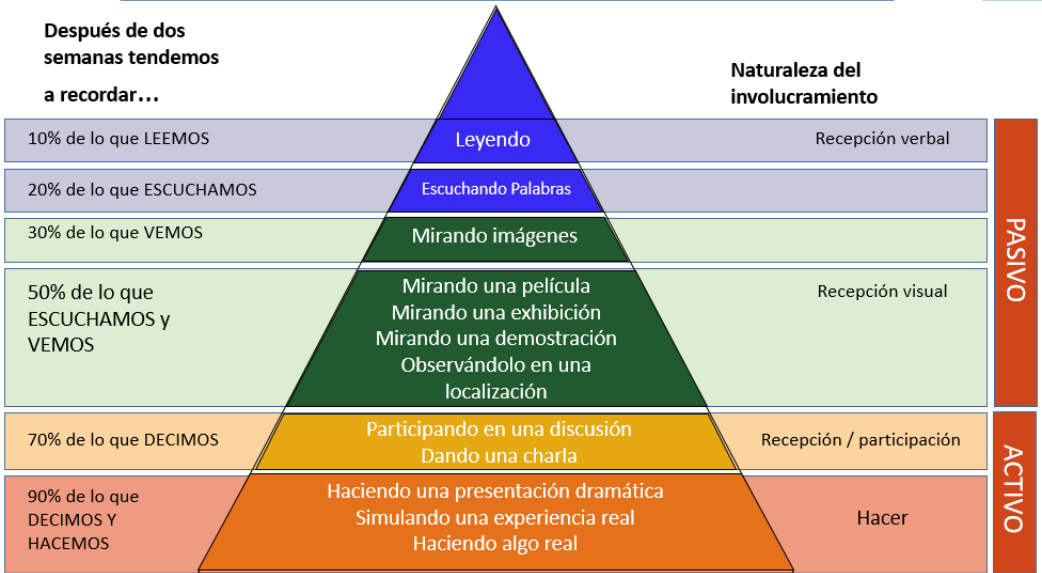 Después de dos
semanas tendemos
a recordar...
Naturaleza del
involucramiento
10% de lo que LEEMOS
Leyendo
Recepción verbal
20% de lo que ESCUCHAMOS
Escuchando Palabras
30% de lo que VEMOS
Mirando imágenes
50% de lo que
ESCUCHAMOS y
VEMOS
Mirando una película
Mirando una exhibición
Mirando una demostración
Observándolo en una
localización
Recepción visual
PASIVO
70% de lo que DECIMOS
Participando en una discusión
Dando una charla
Recepción / participación
90% de lo que
DECIMOS Y
HACEMOS
Haciendo una presentación dramática
Simulando una experiencia real
Haciendo algo real
Hacer
ACTIVO